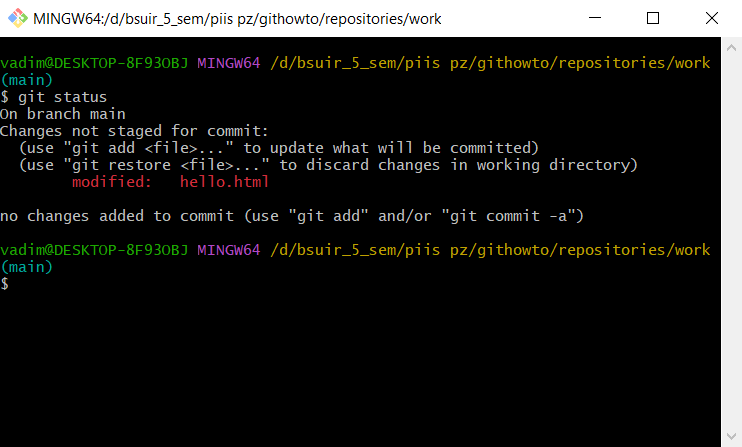 MINGW64:/d/bsuir_5_sem/piis pz/githowto/repositories/work
vadim@DESKTOP-8F93OBJ MINGW64 /d/bsuir_5_sem/piis pz/githowto/repositories/work
(main)
$ git status
On branch main
Changes not staged for commit:
  (use "git add <file>..." to update what will be committed)
  (use "git restore <file>..." to discard changes in working directory)
        modified:   hello.html
no changes added to commit (use "git add" and/or "git commit -a")
vadim@DESKTOP-8F93OBJ MINGW64 /d/bsuir_5_sem/piis pz/githowto/repositories/work
(main)
$